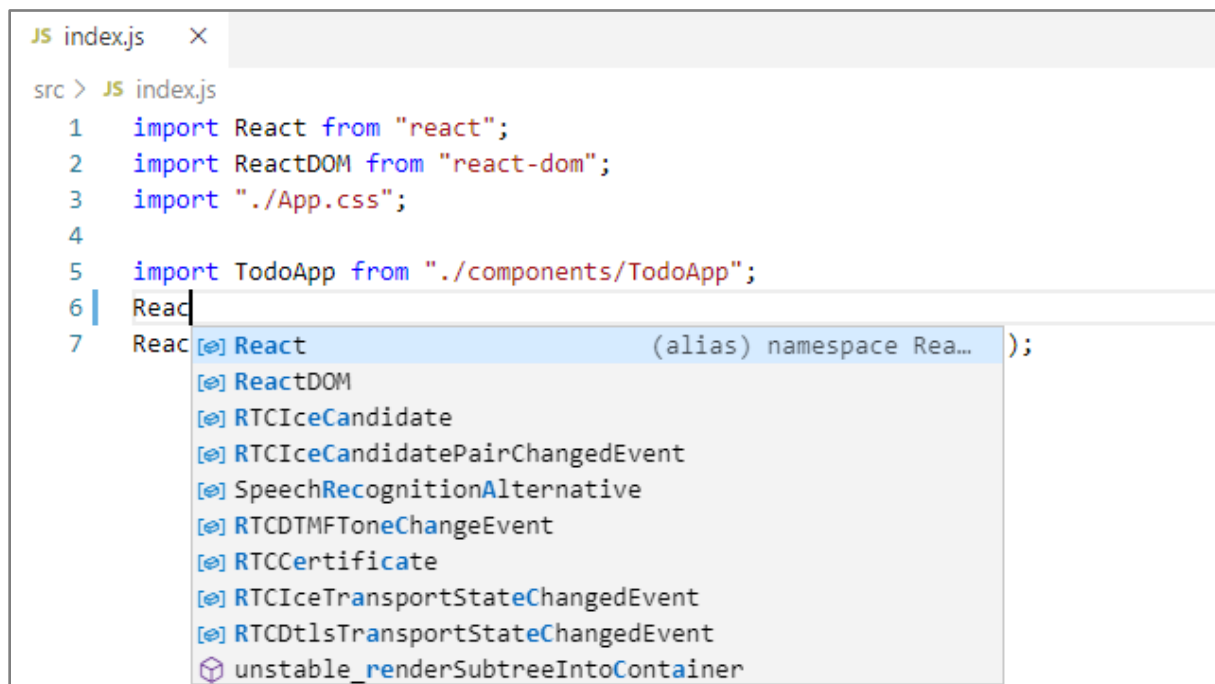 JS index.js ×
src > JS index.js
1 import React from "react";
2 import ReactDOM from "react-dom";
3 import "./App.css";
4
5 import TodoApp from "./components/TodoApp";
6 Reac
7 Reac );
React (alias) namespace Rea…
ReactDOM
RTCIceCandidate
RTCIceCandidatePairChangedEvent
SpeechRecognitionAlternative
RTCDTMFToneChangeEvent
RTCCertificate
RTCIceTransportStateChangedEvent
RTCDtlsTransportStateChangedEvent
unstable_renderSubtreeIntoContainer